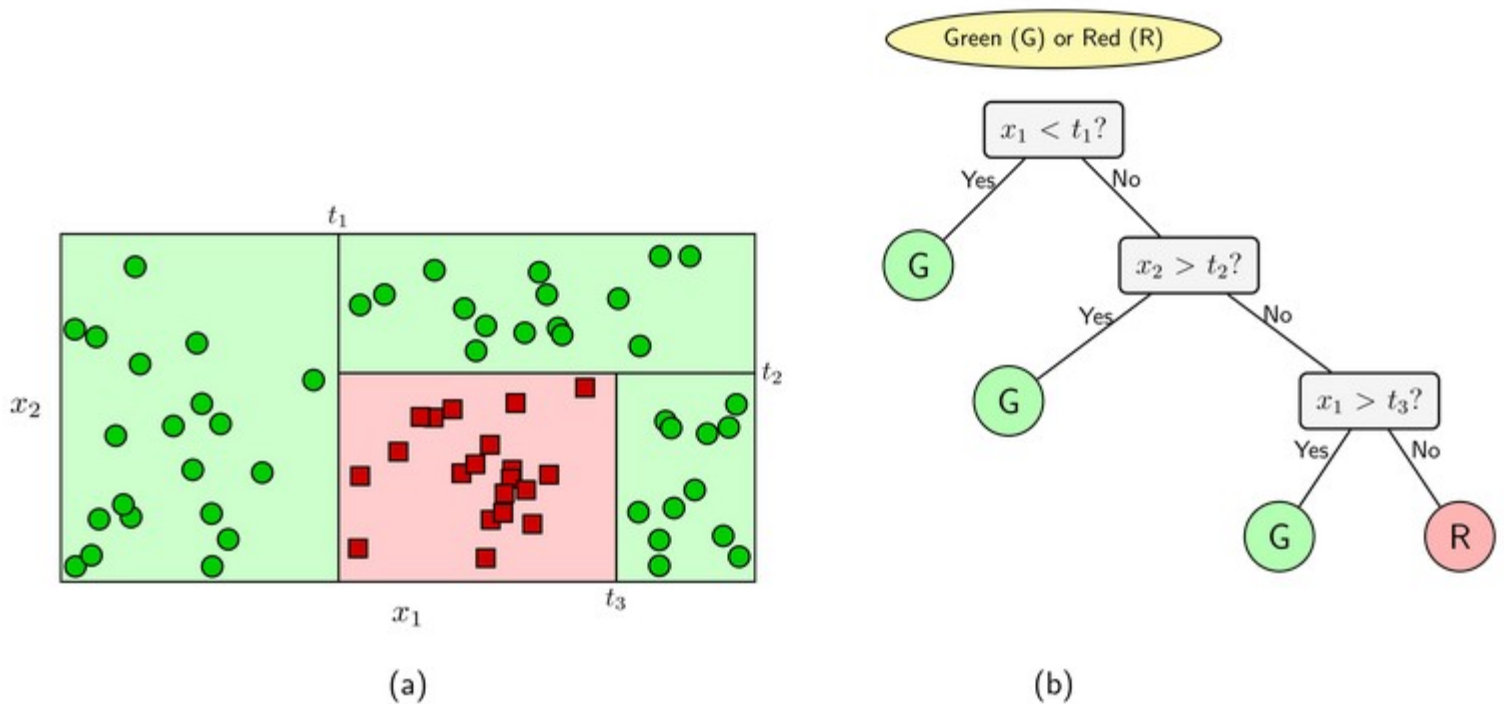 t₁
t₂
x₂
t₃
x₁
(a)
Green (G) or Red (R)
x₁ < t₁?
Yes
No
G
x₂ > t₂?
Yes
No
G
x₁ > t₃?
Yes
No
G
R
(b)